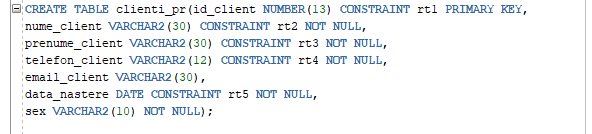 CREATE TABLE clienti_pr(id_client NUMBER(13) CONSTRAINT rt1 PRIMARY KEY,
nume_client VARCHAR2(30) CONSTRAINT rt2 NOT NULL,
prenume_client VARCHAR2(30) CONSTRAINT rt3 NOT NULL,
telefon_client VARCHAR2(12) CONSTRAINT rt4 NOT NULL,
email_client VARCHAR2(30),
data_nastere DATE CONSTRAINT rt5 NOT NULL,
sex VARCHAR2(10) NOT NULL);